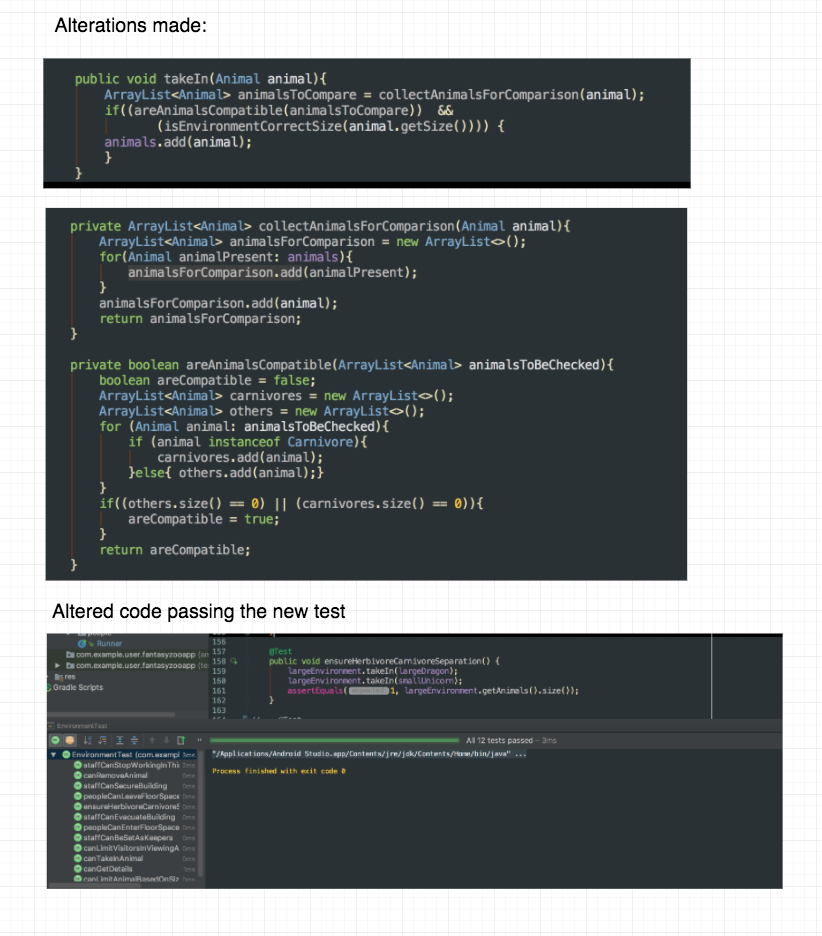 Alterations made:
public void takeIn(Animal animal){
ArrayList<Animal> animalsToCompare = collectAnimalsForComparison(animal);
if((areAnimalsCompatible(animalsToCompare)) &&
(isEnvironmentCorrectSize(animal.getSize()))) {
animals.add(animal);
}
}
private ArrayList<Animal> collectAnimalsForComparison(Animal animal){
ArrayList<Animal> animalsForComparison = new ArrayList<>();
for(Animal animalPresent: animals){
animalsForComparison.add(animalPresent);
}
animalsForComparison.add(animal);
return animalsForComparison;
}
private boolean areAnimalsCompatible(ArrayList<Animal> animalsToBeChecked){
boolean areCompatible = false;
ArrayList<Animal> carnivores = new ArrayList<>();
ArrayList<Animal> others = new ArrayList<>();
for (Animal animal: animalsToBeChecked){
if (animal instanceof Carnivore){
carnivores.add(animal);
}else{ others.add(animal);}
}
if((others.size() == 0) || (carnivores.size() == 0)){
areCompatible = true;
}
return areCompatible;
}
Altered code passing the new test
Runner
com.example.user.fantasyzooapp (an
com.example.user.fantasyzooapp (te
res
Gradle Scripts
156
157 @Test
158 public void ensureHerbivoreCarnivoreSeparation() {
159 largeEnvironment.takeIn(largeDragon);
160 largeEnvironment.takeIn(smallUnicorn);
161 assertEquals( 1, largeEnvironment.getAnimals().size());
162 }
163
EnvironmentTest
All 12 tests passed – 3ms
EnvironmentTest (com.exampl 3ms
staffCanStopWorkingInThi 2ms
canRemoveAnimal 0ms
staffCanSecureBuilding 0ms
peopleCanLeaveFloorSpace 0ms
ensureHerbivoreCarnivoreS 0ms
staffCanEvacuateBuilding 0ms
peopleCanEnterFloorSpace 0ms
staffCanBeSetAsKeepers 0ms
canLimitVisitorsInViewingA 0ms
canTakeInAnimal 0ms
canGetDetails 1ms
canLimitAnimalBasedOnSiz 0ms
"/Applications/Android Studio.app/Contents/jre/jdk/Contents/Home/bin/java" ...
Process finished with exit code 0